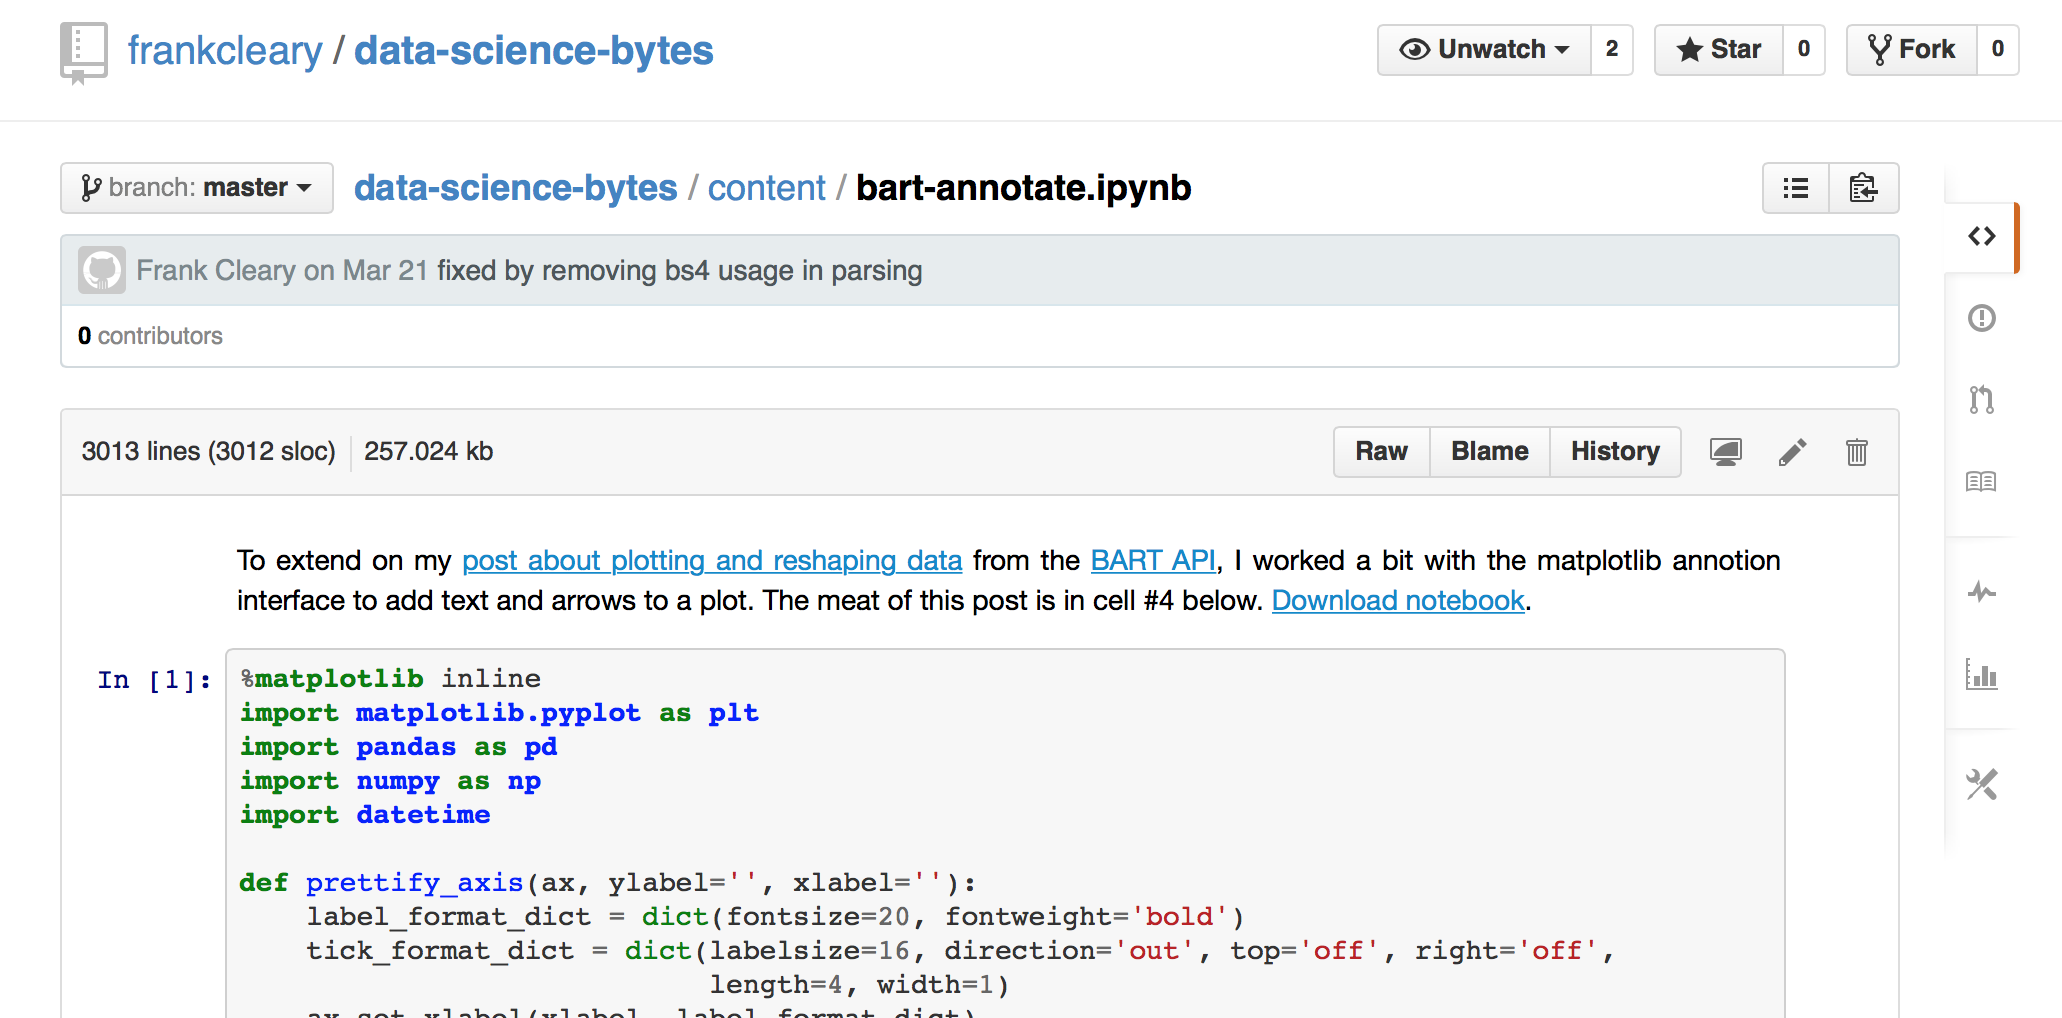 frankcleary / data-science-bytes
Unwatch 2 Star 0 Fork 0
branch: master data-science-bytes / content / bart-annotate.ipynb
Frank Cleary on Mar 21 fixed by removing bs4 usage in parsing
0 contributors
3013 lines (3012 sloc) 257.024 kb Raw Blame History
To extend on my post about plotting and reshaping data from the BART API, I worked a bit with the matplotlib annotion
interface to add text and arrows to a plot. The meat of this post is in cell #4 below. Download notebook.
In [1]: %matplotlib inline
import matplotlib.pyplot as plt
import pandas as pd
import numpy as np
import datetime
def prettify_axis(ax, ylabel='', xlabel=''):
    label_format_dict = dict(fontsize=20, fontweight='bold')
    tick_format_dict = dict(labelsize=16, direction='out', top='off', right='off',
                            length=4, width=1)
    ax.set_xlabel(xlabel, label_format_dict)